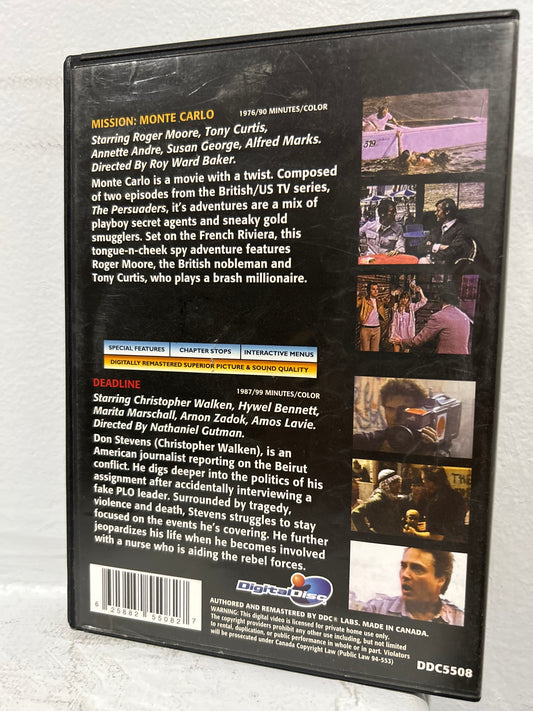 MISSION: MONTE CARLO 1976/90 MINUTES/COLOR
Starring Roger Moore, Tony Curtis,
Annette Andre, Susan George, Alfred Marks.
Directed By Roy Ward Baker.
Monte Carlo is a movie with a twist. Composed
of two episodes from the British/US TV series,
The Persuaders, it's adventures are a mix of
playboy secret agents and sneaky gold
smugglers. Set on the French Riviera, this
tongue-n-cheek spy adventure features
Roger Moore, the British nobleman and
Tony Curtis, who plays a brash millionaire.
319
SPECIAL FEATURES CHAPTER STOPS INTERACTIVE MENUS
DIGITALLY REMASTERED SUPERIOR PICTURE & SOUND QUALITY
DEADLINE 1987/99 MINUTES/COLOR
Starring Christopher Walken, Hywel Bennett,
Marita Marschall, Arnon Zadok, Amos Lavie.
Directed By Nathaniel Gutman.
Don Stevens (Christopher Walken), is an
American journalist reporting on the Beirut
conflict. He digs deeper into the politics of his
assignment after accidentally interviewing a
fake PLO leader. Surrounded by tragedy,
violence and death, Stevens struggles to stay
focused on the events he's covering. He further
jeopardizes his life when he becomes involved
with a nurse who is aiding the rebel forces.
6 25882 55082 7
DigitalDisc
AUTHORED AND REMASTERED BY DDC® LABS. MADE IN CANADA.
WARNING: This digital video is licensed for private home use only.
The copyright providers prohibit any other use including, but not limited
to rental, duplication, or public performance in whole or in part. Violators
will be prosecuted under Canada Copyright Law (Public Law 94-553)
DDC5508